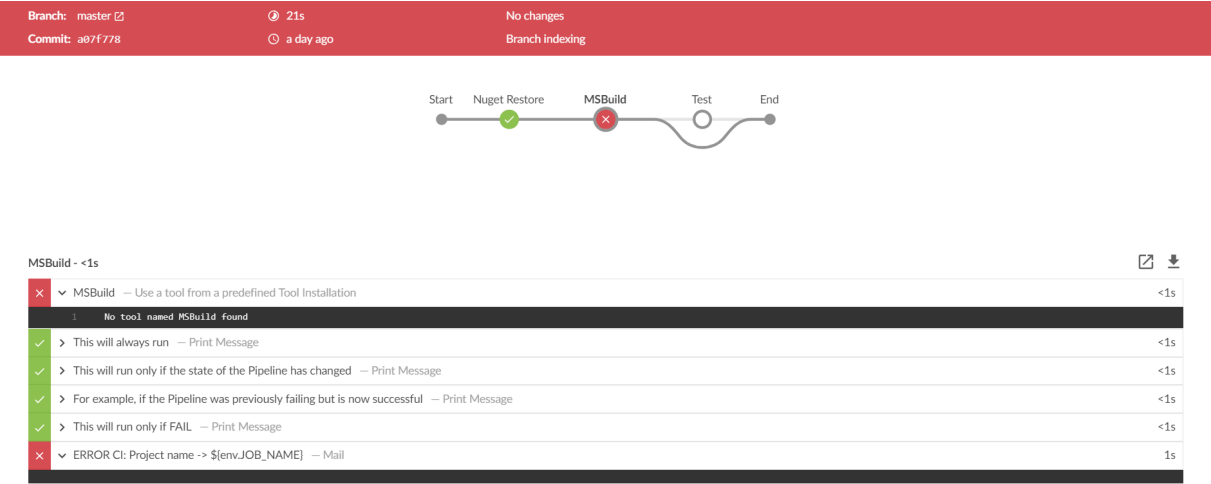 Branch: master 21s No changes
Commit: a07f778 a day ago Branch indexing
Start Nuget Restore MSBuild Test End
MSBuild - <1s
MSBuild — Use a tool from a predefined Tool Installation <1s
1 No tool named MSBuild found
This will always run — Print Message <1s
This will run only if the state of the Pipeline has changed — Print Message <1s
For example, if the Pipeline was previously failing but is now successful — Print Message <1s
This will run only if FAIL — Print Message <1s
ERROR CI: Project name -> ${env.JOB_NAME} — Mail 1s